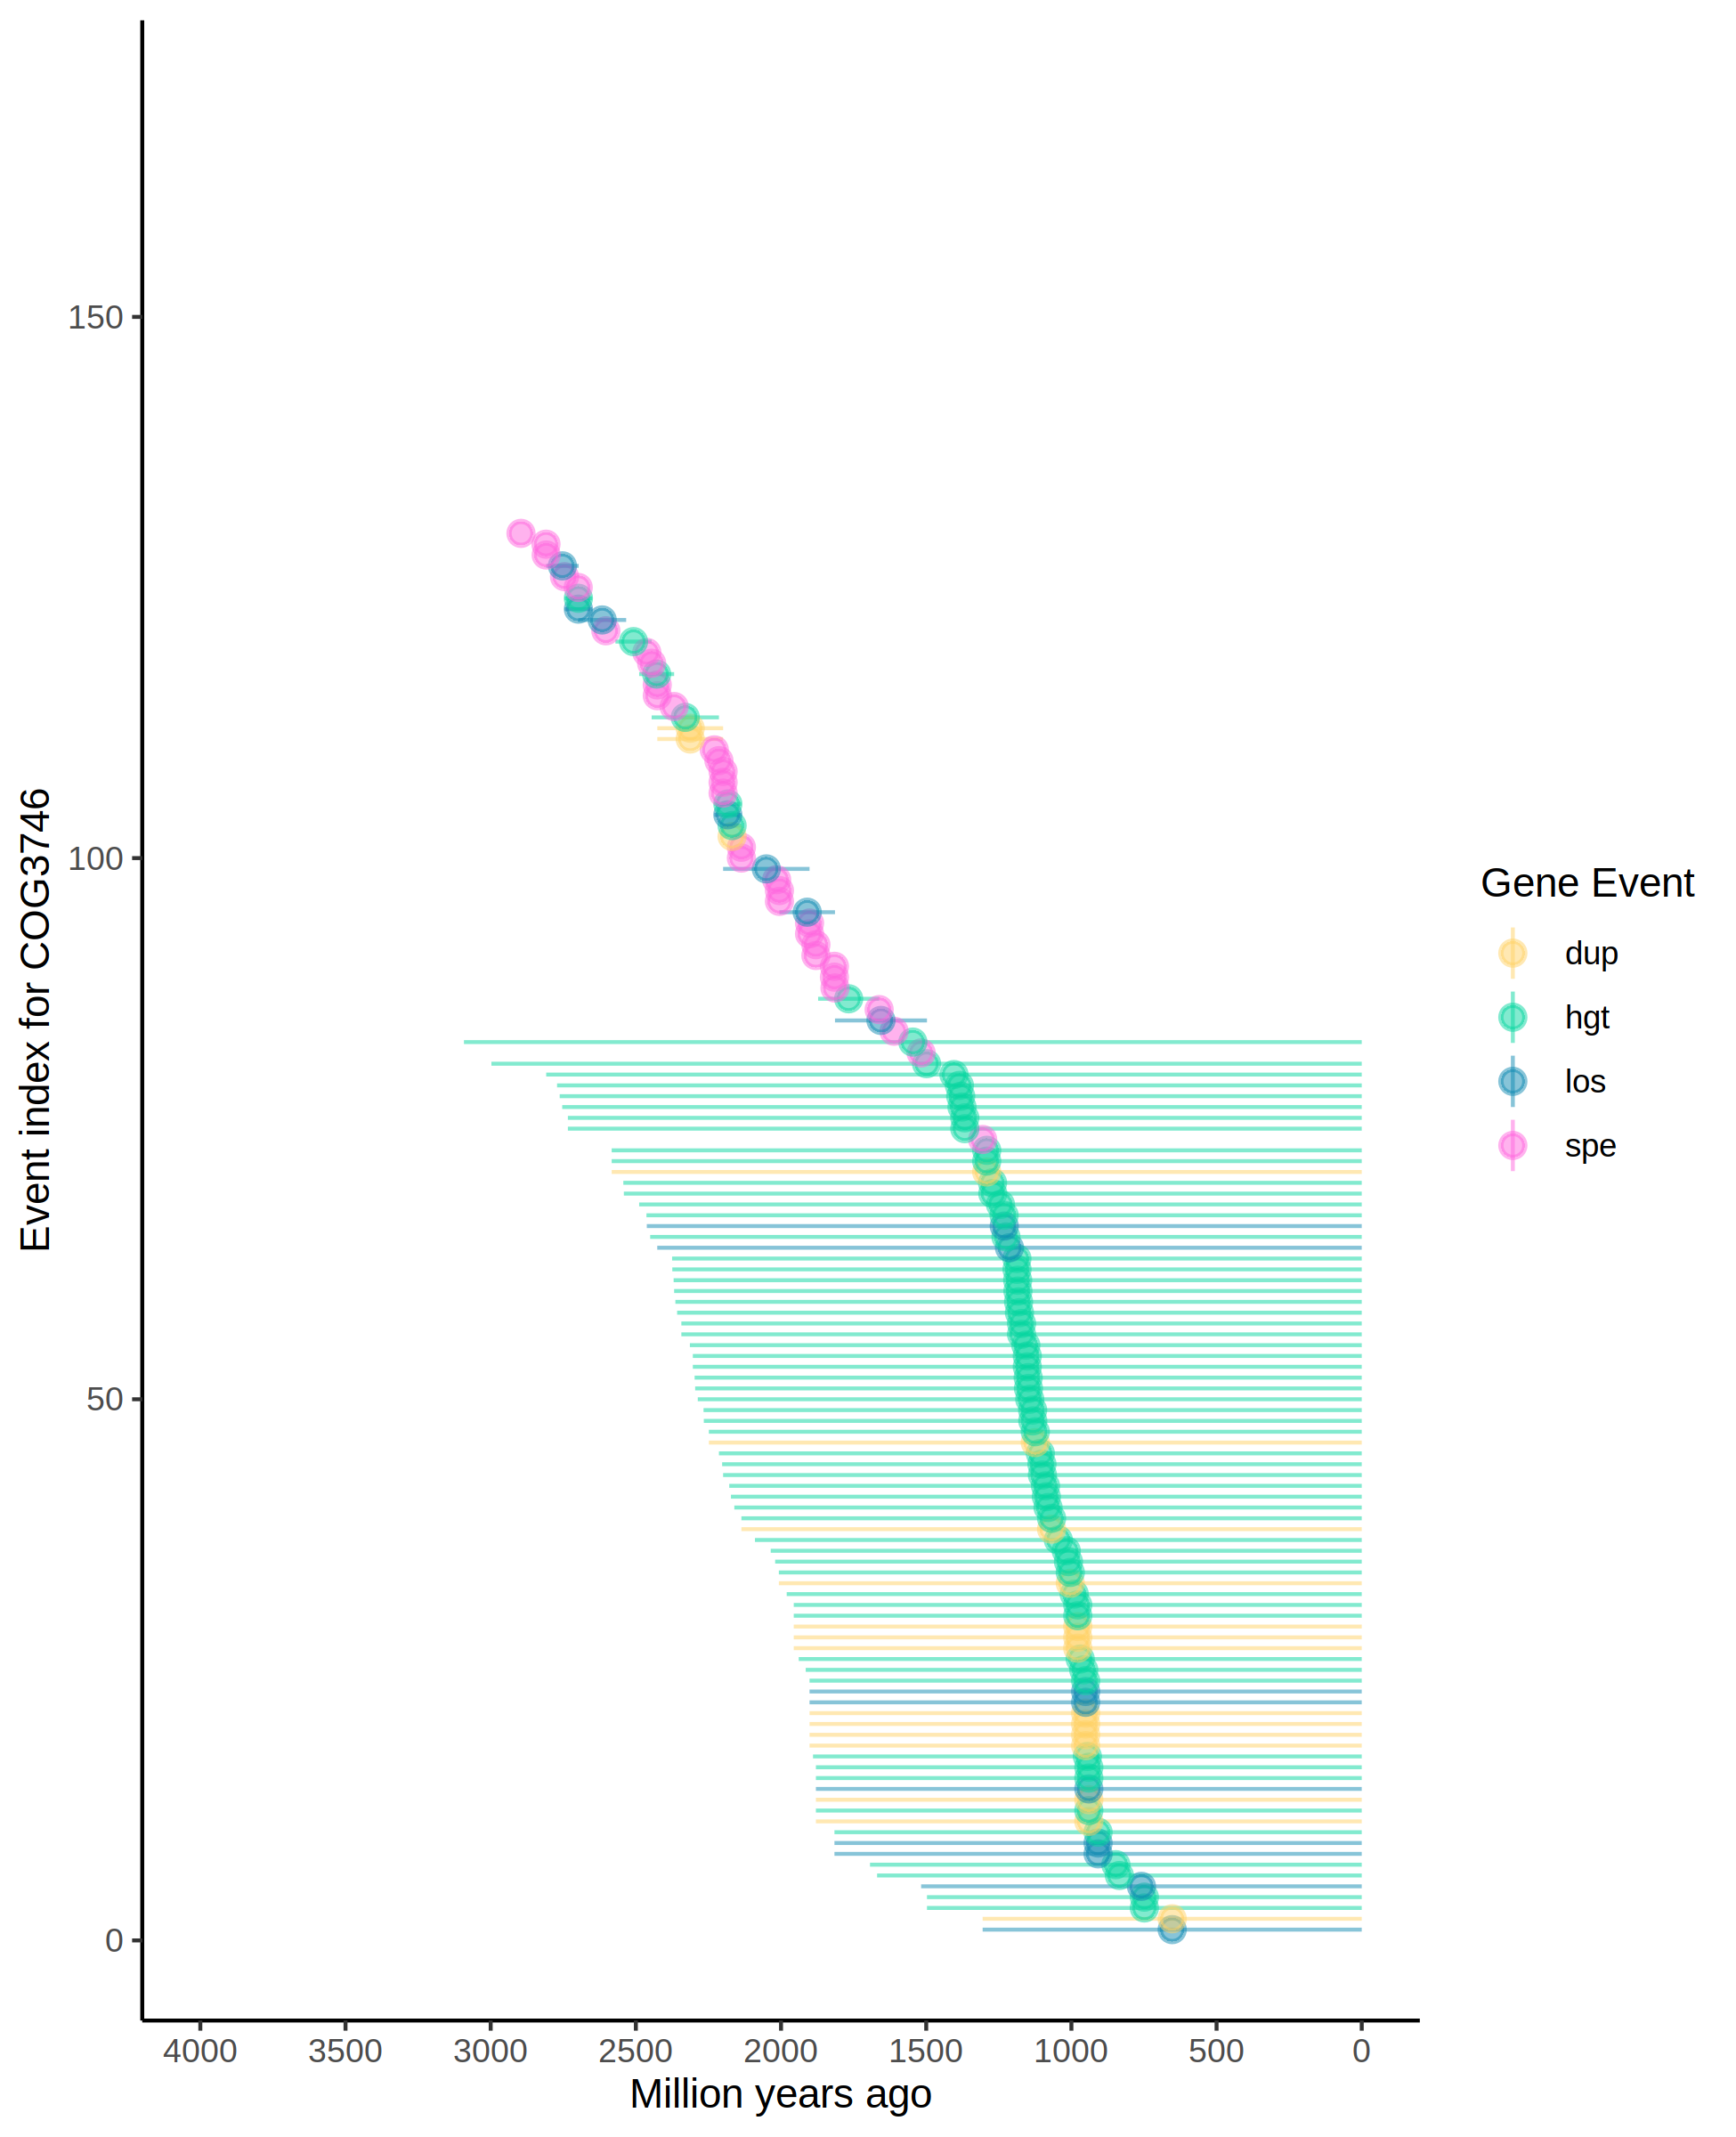 150
100
50
0
Event index for COG3746
4000 3500 3000 2500 2000 1500 1000 500 0
Million years ago
Gene Event
dup
hgt
los
spe